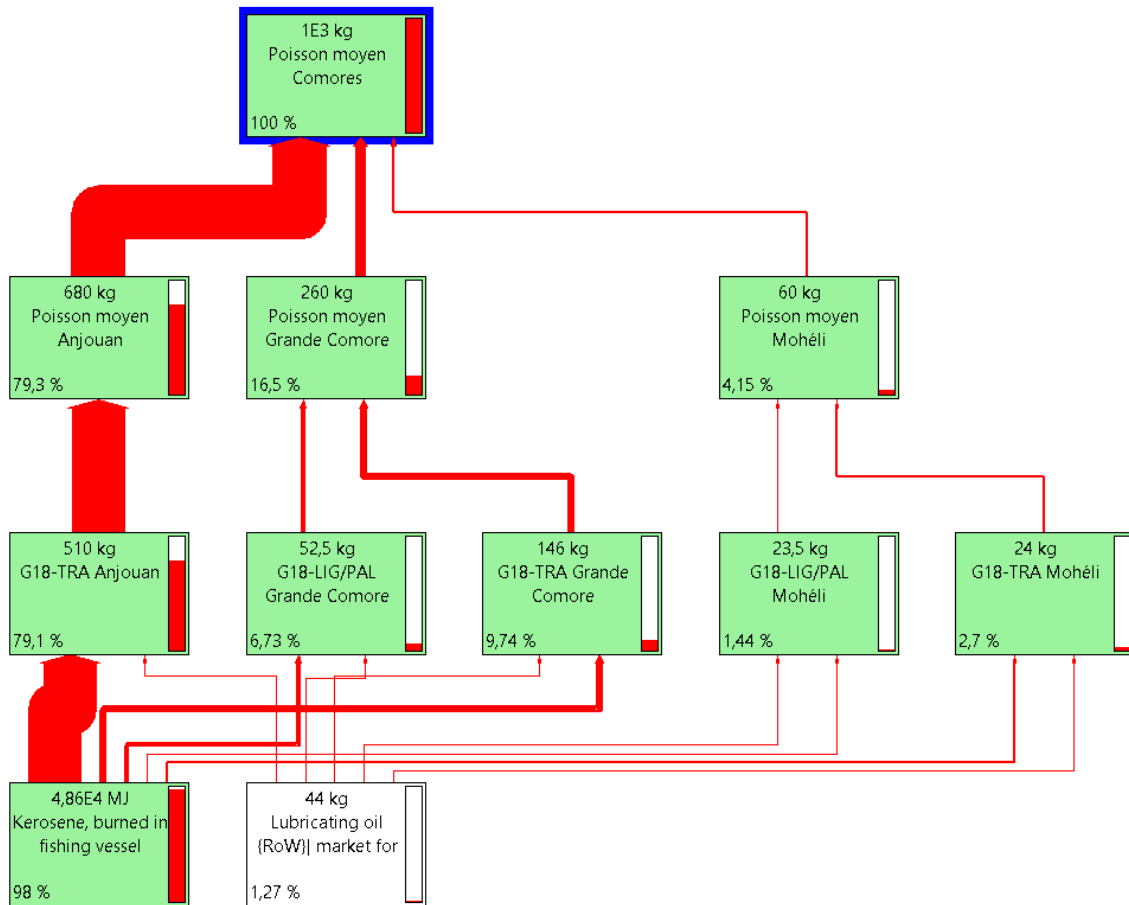 1E3 kg
Poisson moyen
Comores
100 %
680 kg
Poisson moyen
Anjouan
79,3 %
260 kg
Poisson moyen
Grande Comore
16,5 %
60 kg
Poisson moyen
Mohéli
4,15 %
510 kg
G18-TRA Anjouan
79,1 %
52,5 kg
G18-LIG/PAL
Grande Comore
6,73 %
146 kg
G18-TRA Grande
Comore
9,74 %
23,5 kg
G18-LIG/PAL
Mohéli
1,44 %
24 kg
G18-TRA Mohéli
2,7 %
4,86E4 MJ
Kerosene, burned in
fishing vessel
98 %
44 kg
Lubricating oil
{RoW}| market for
1,27 %